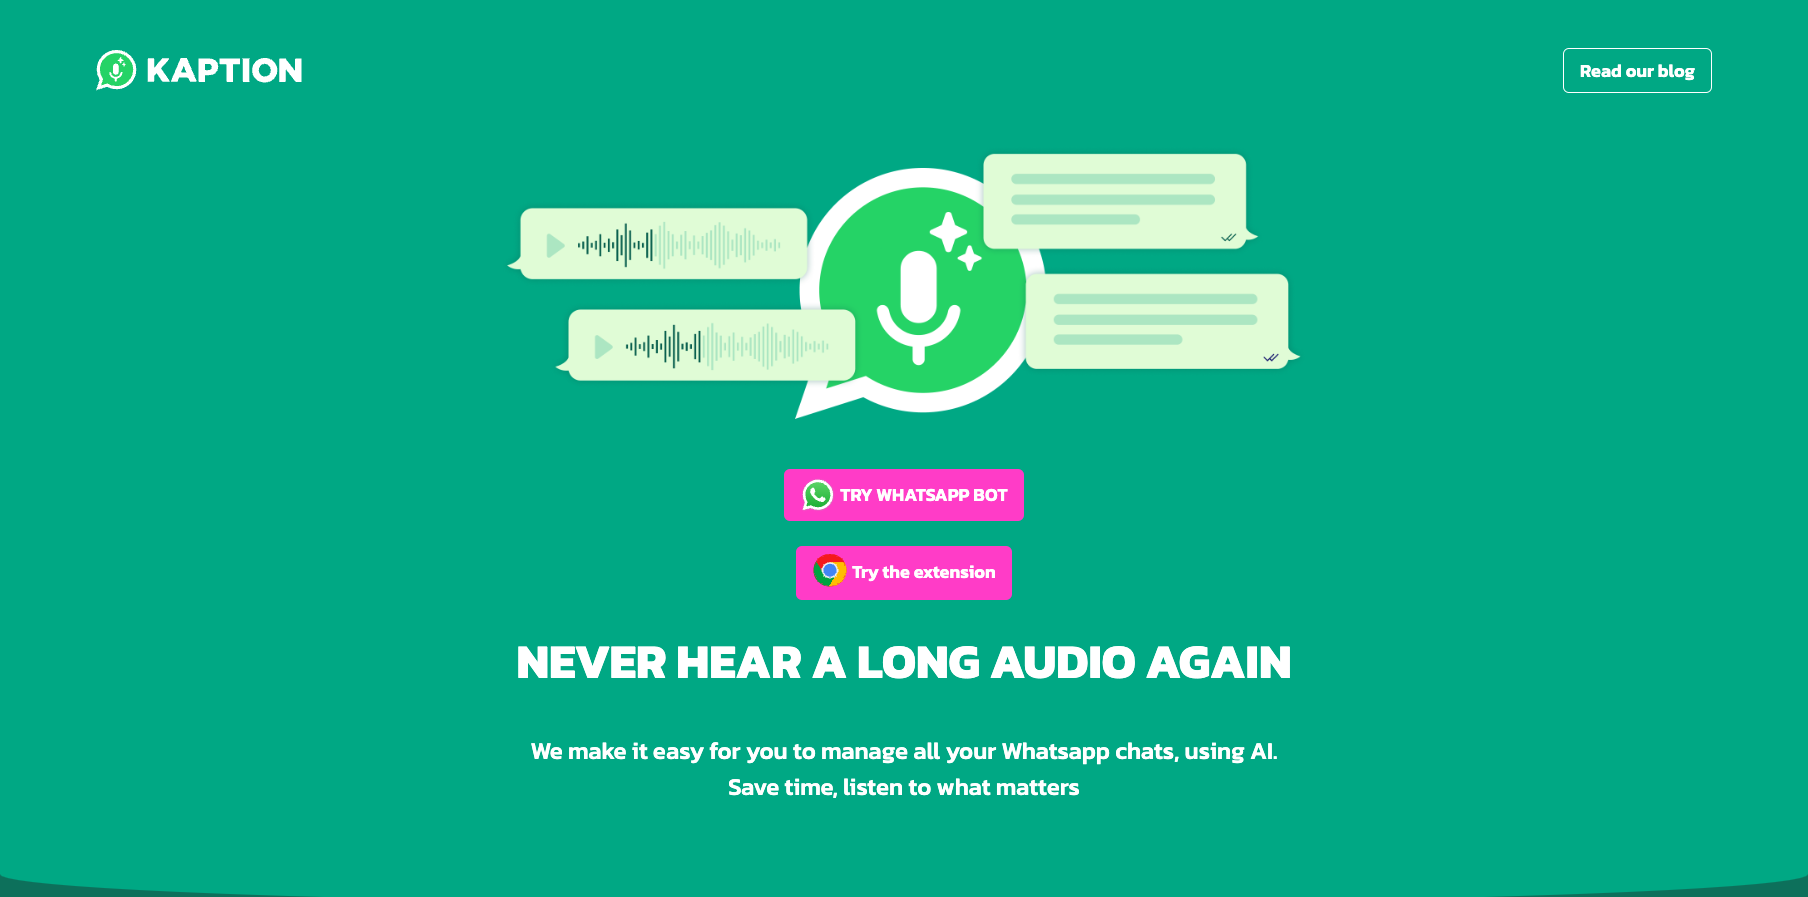 KAPTION
Read our blog
TRY WHATSAPP BOT
Try the extension
NEVER HEAR A LONG AUDIO AGAIN
We make it easy for you to manage all your Whatsapp chats, using AI.
Save time, listen to what matters